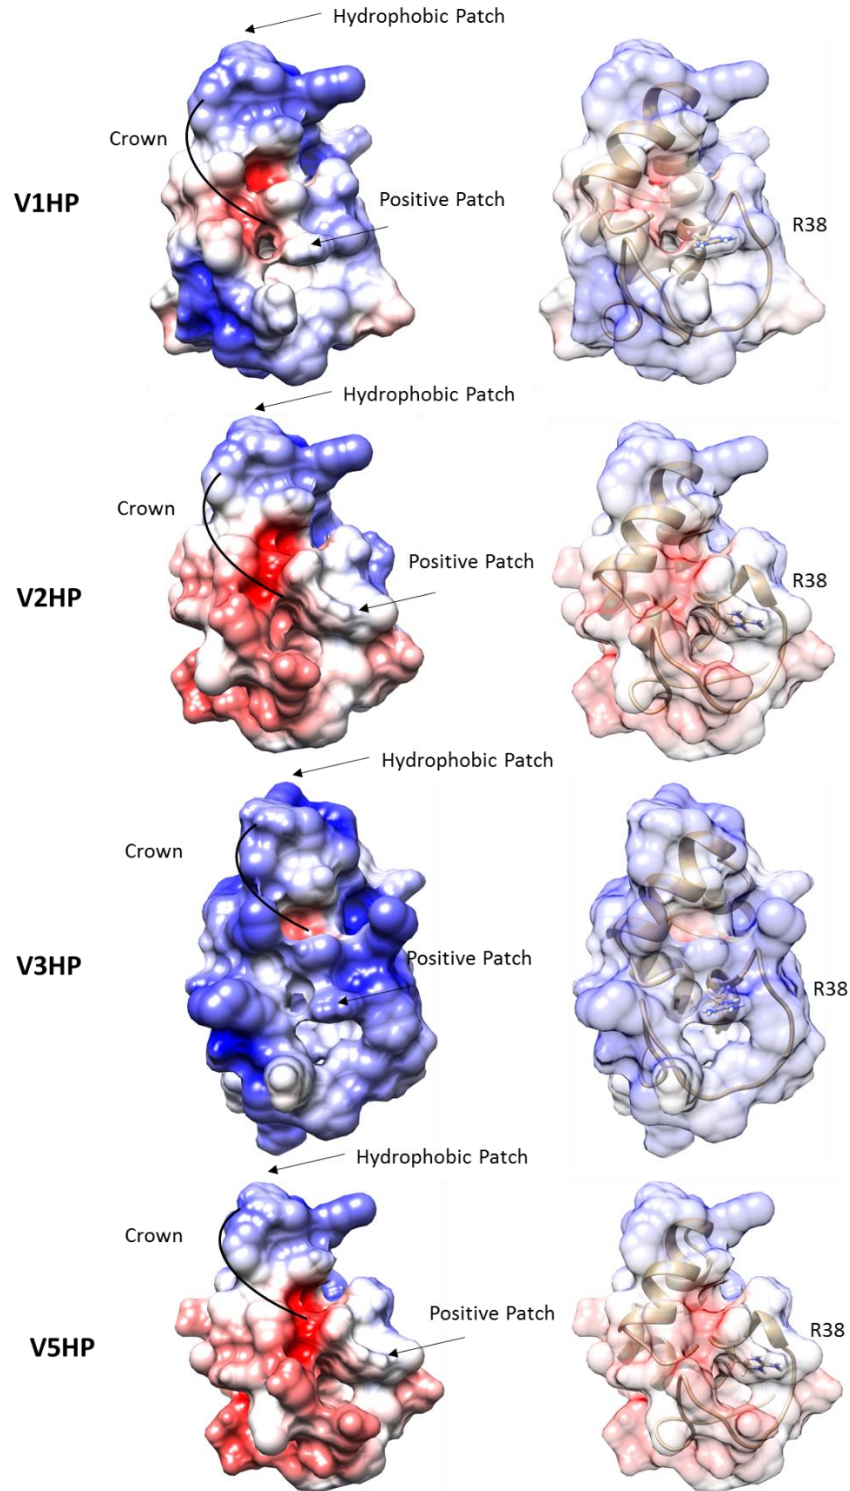 Hydrophobic Patch
Crown
Positive Patch
V1HP
R38
Hydrophobic Patch
Crown
Positive Patch
R38
V2HP
Hydrophobic Patch
Crown
Positive Patch
V3HP
R38
Hydrophobic Patch
Crown
Positive Patch
R38
V5HP